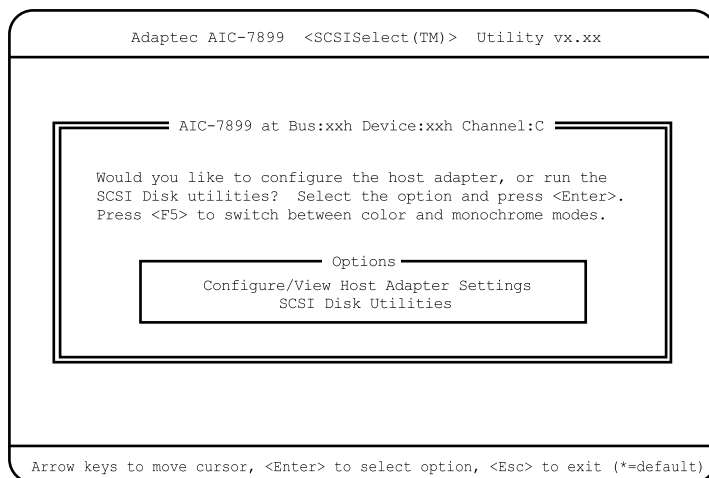 Adaptec AIC-7899 <SCSISelect(TM)> Utility vx.xx
AIC-7899 at Bus:xxh Device:xxh Channel:C
Would you like to configure the host adapter, or run the
SCSI Disk utilities? Select the option and press <Enter>.
Press <F5> to switch between color and monochrome modes.
Options
Configure/View Host Adapter Settings
SCSI Disk Utilities
Arrow keys to move cursor, <Enter> to select option, <Esc> to exit (*=default)